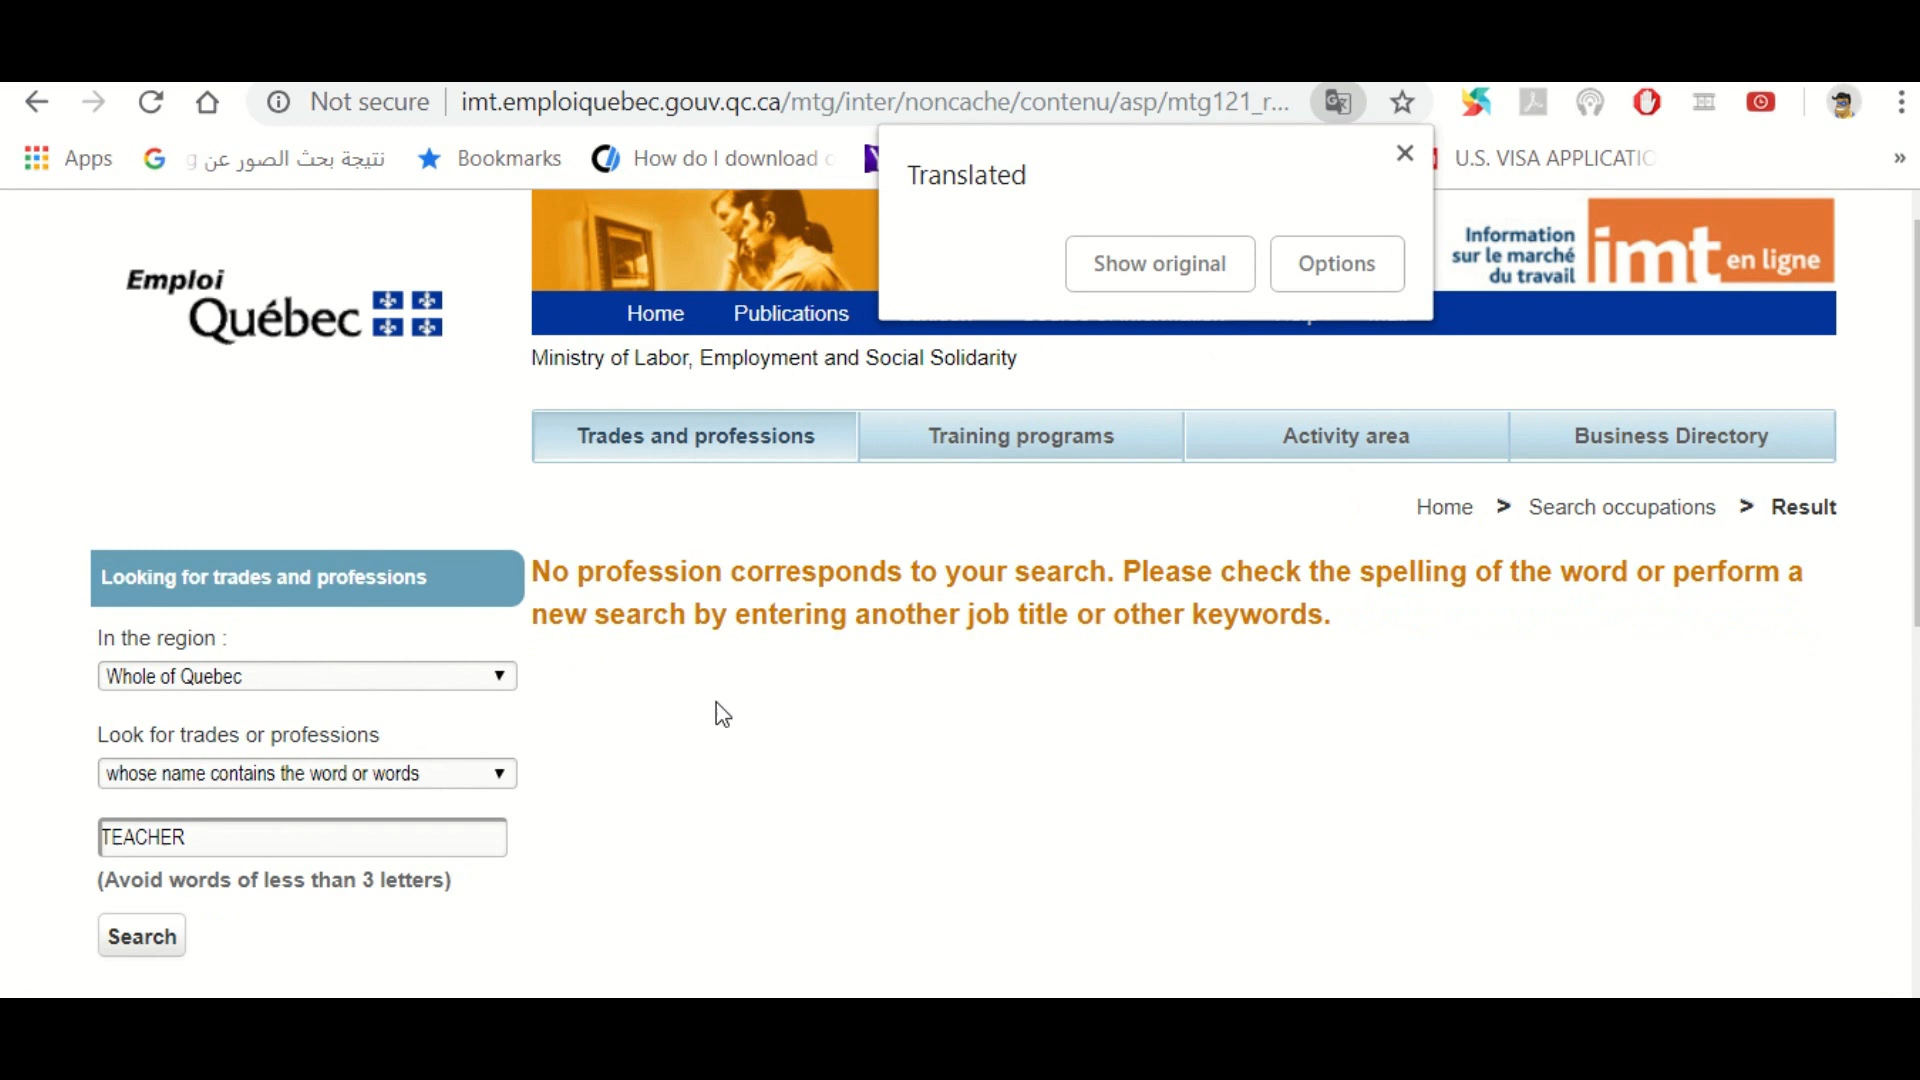 Not secure imt.emploiquebec.gouv.qc.ca/mtg/inter/noncache/contenu/asp/mtg121_r...
Apps
نتيجة بحث الصور عن g
Bookmarks
How do I download
U.S. VISA APPLICATIO
»
Translated
Show original
Options
Emploi
Québec
Information
sur le marché
du travail
imt en ligne
Home Publications
Ministry of Labor, Employment and Social Solidarity
Trades and professions
Training programs
Activity area
Business Directory
Home > Search occupations > Result
Looking for trades and professions
No profession corresponds to your search. Please check the spelling of the word or perform a
new search by entering another job title or other keywords.
In the region :
Whole of Quebec
Look for trades or professions
whose name contains the word or words
TEACHER
(Avoid words of less than 3 letters)
Search